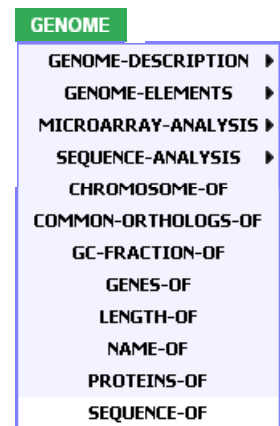 GENOME
GENOME-DESCRIPTION
GENOME-ELEMENTS
MICROARRAY-ANALYSIS
SEQUENCE-ANALYSIS
CHROMOSOME-OF
COMMON-ORTHOLOGS-OF
GC-FRACTION-OF
GENES-OF
LENGTH-OF
NAME-OF
PROTEINS-OF
SEQUENCE-OF